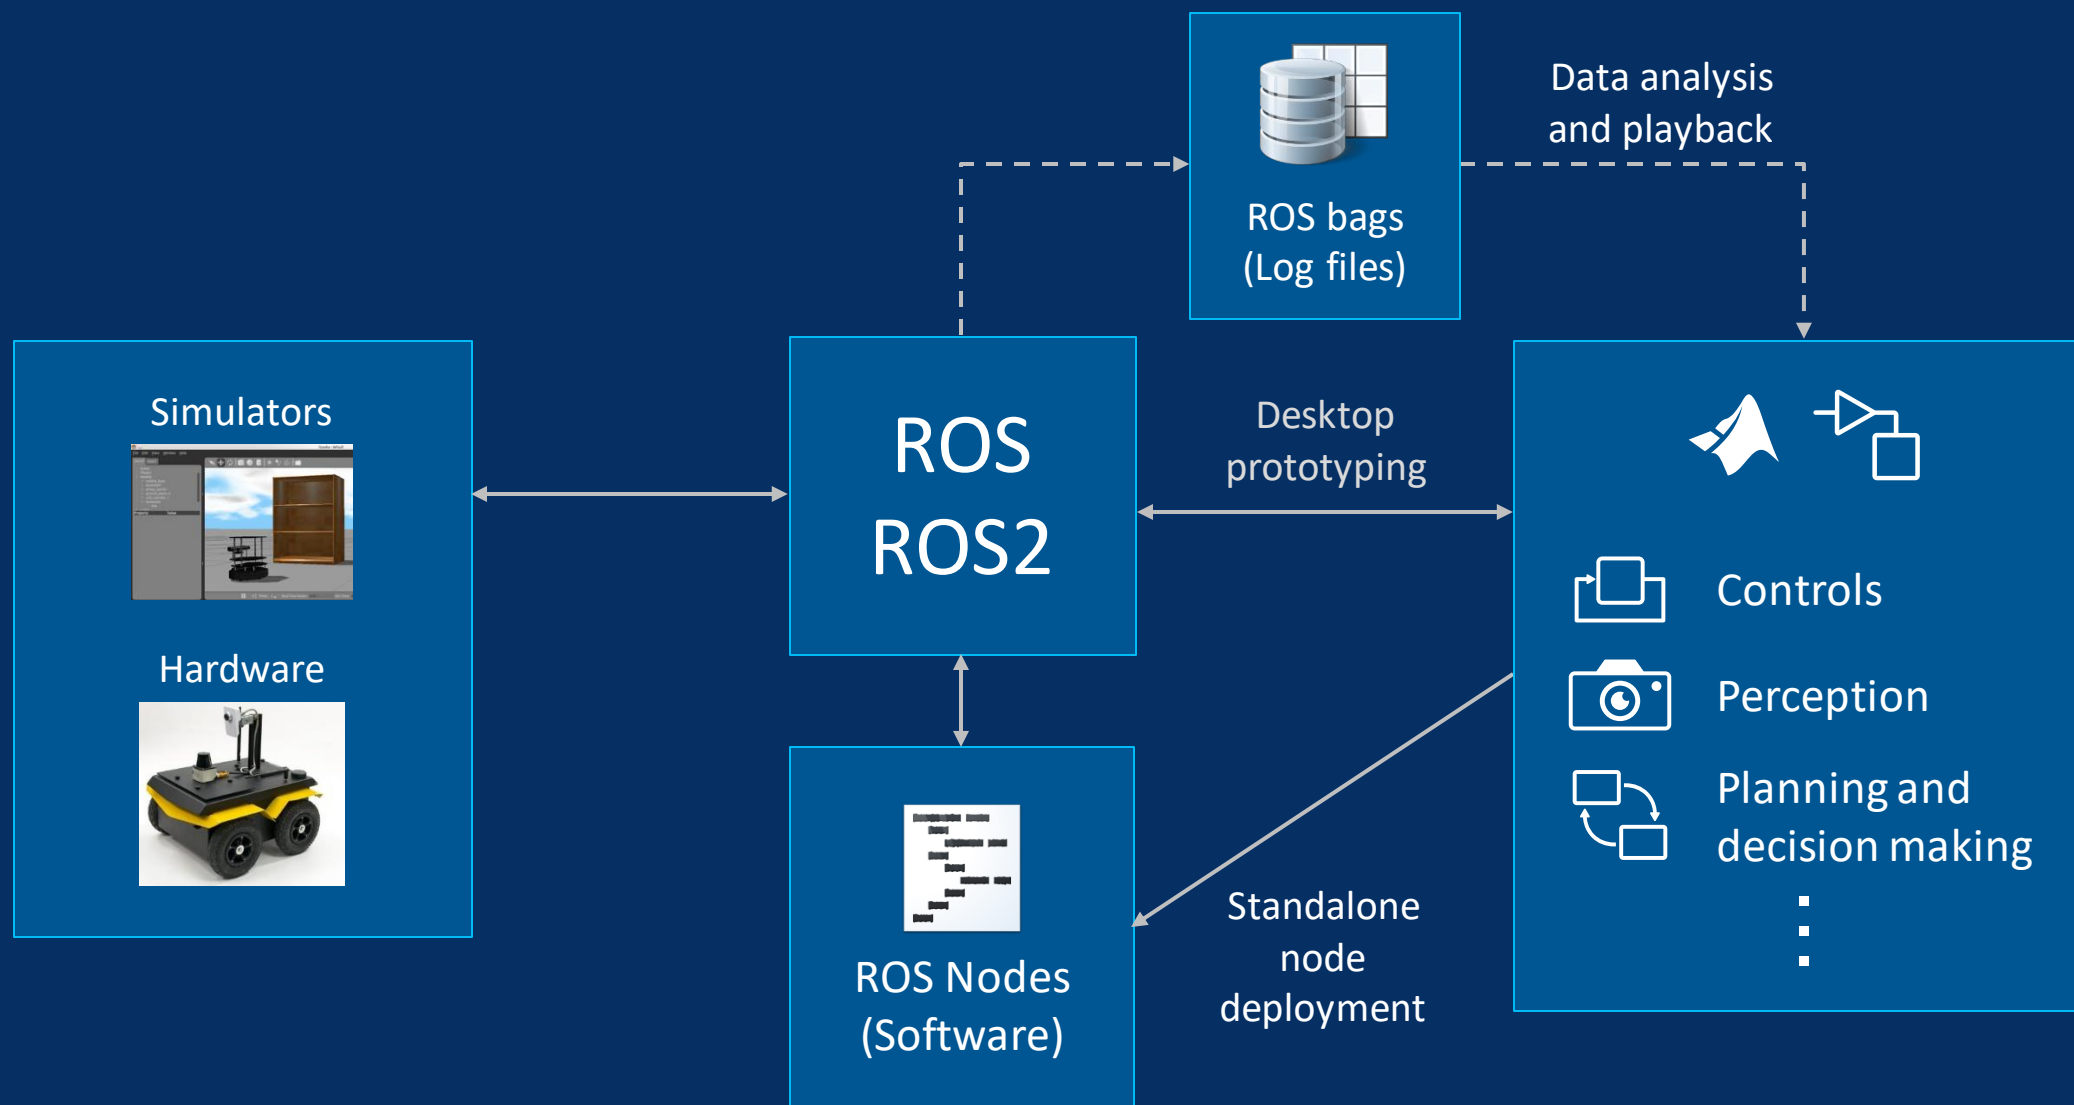 ROS bags
(Log files)
Data analysis
and playback
Simulators
Hardware
ROS
ROS2
Desktop
prototyping
Controls
Perception
Planning and
decision making
ROS Nodes
(Software)
Standalone
node
deployment